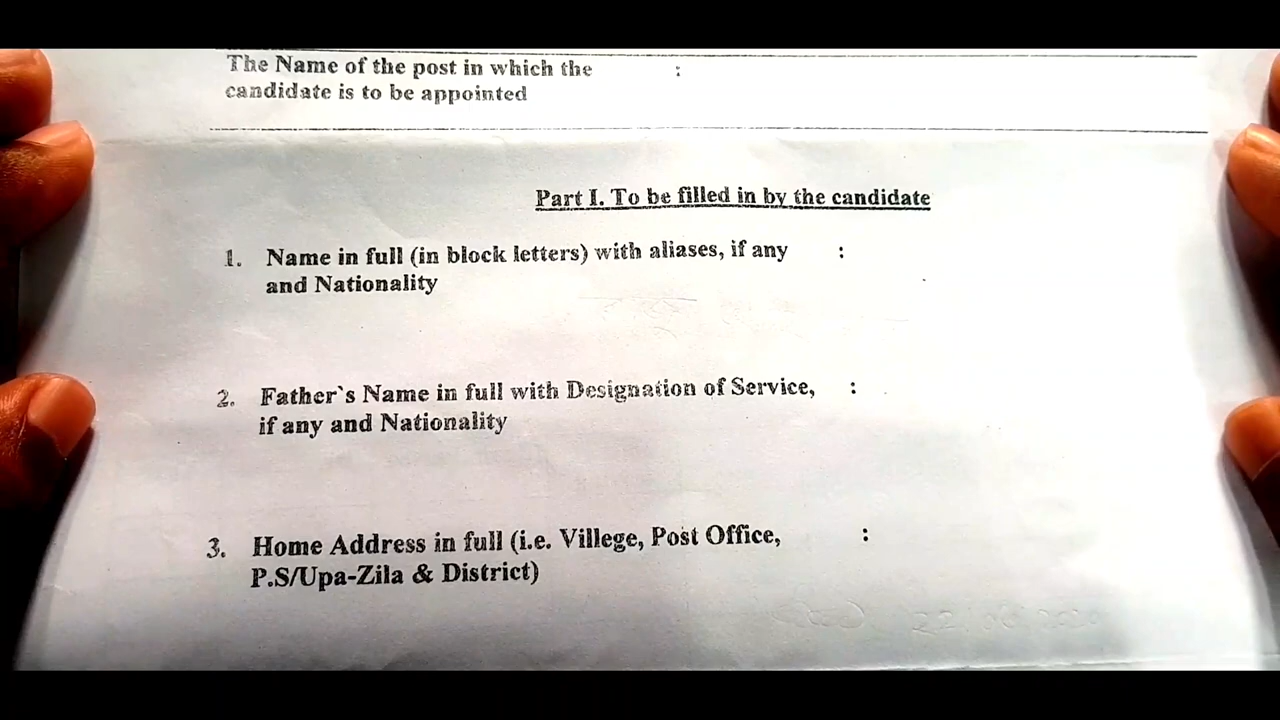 The Name of the post in which the :
candidate is to be appointed
Part I. To be filled in by the candidate
1. Name in full (in block letters) with aliases, if any :
and Nationality
2. Father`s Name in full with Designation of Service, :
if any and Nationality
3. Home Address in full (i.e. Villege, Post Office, :
P.S/Upa-Zila & District)